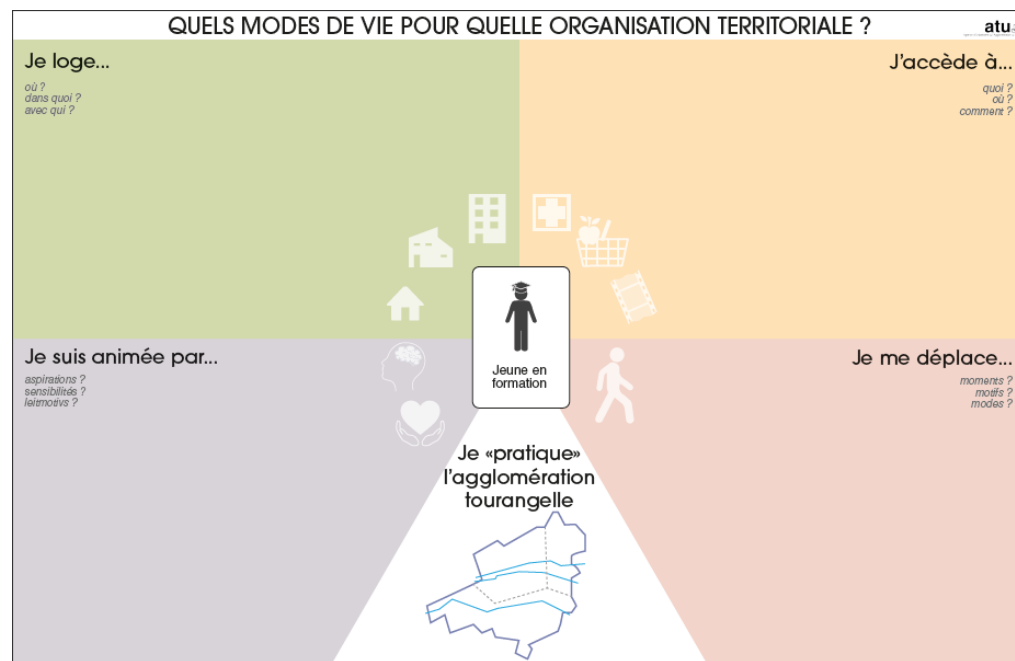 QUELS MODES DE VIE POUR QUELLE ORGANISATION TERRITORIALE ?
atu
Je loge...
où ?
dans quoi ?
avec qui ?
J'accède à...
quoi ?
où ?
comment ?
Jeune en
formation
Je suis animée par...
aspirations ?
sensibilités ?
leitmotivs ?
Je me déplace...
moments ?
motifs ?
modes ?
Je «pratique»
l'agglomération
tourangelle